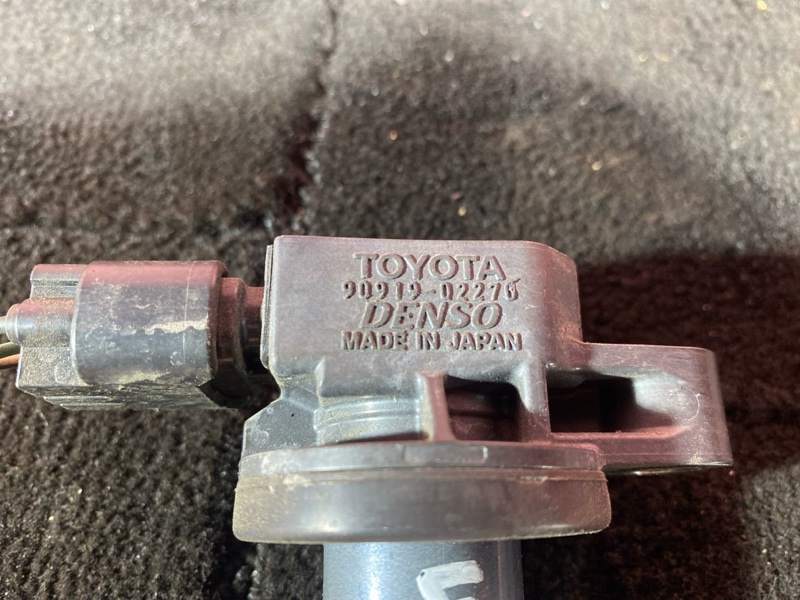 TOYOTA
90919-02276
DENSO
MADE IN JAPAN